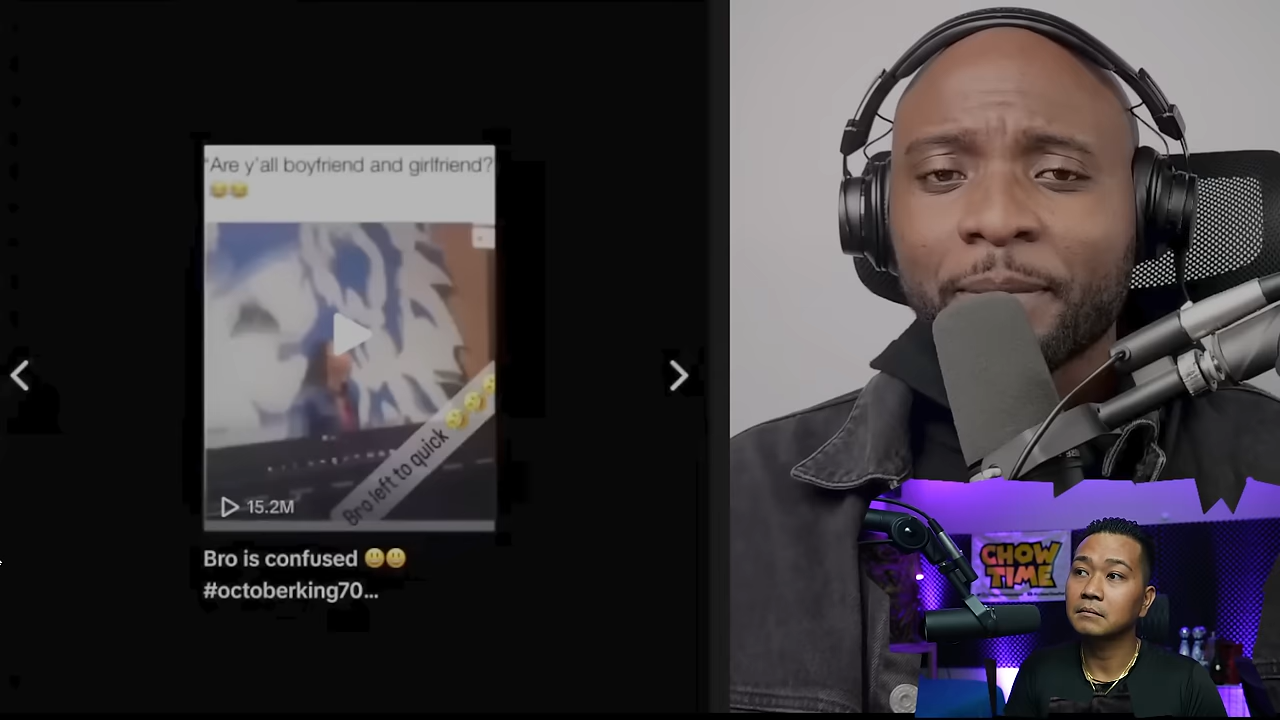 "Are y'all boyfriend and girlfriend?
😂😂
Bro left to quick 🤣🤣🤣
15.2M
Bro is confused 😃😃
#octoberking70...
CHOW
TIME